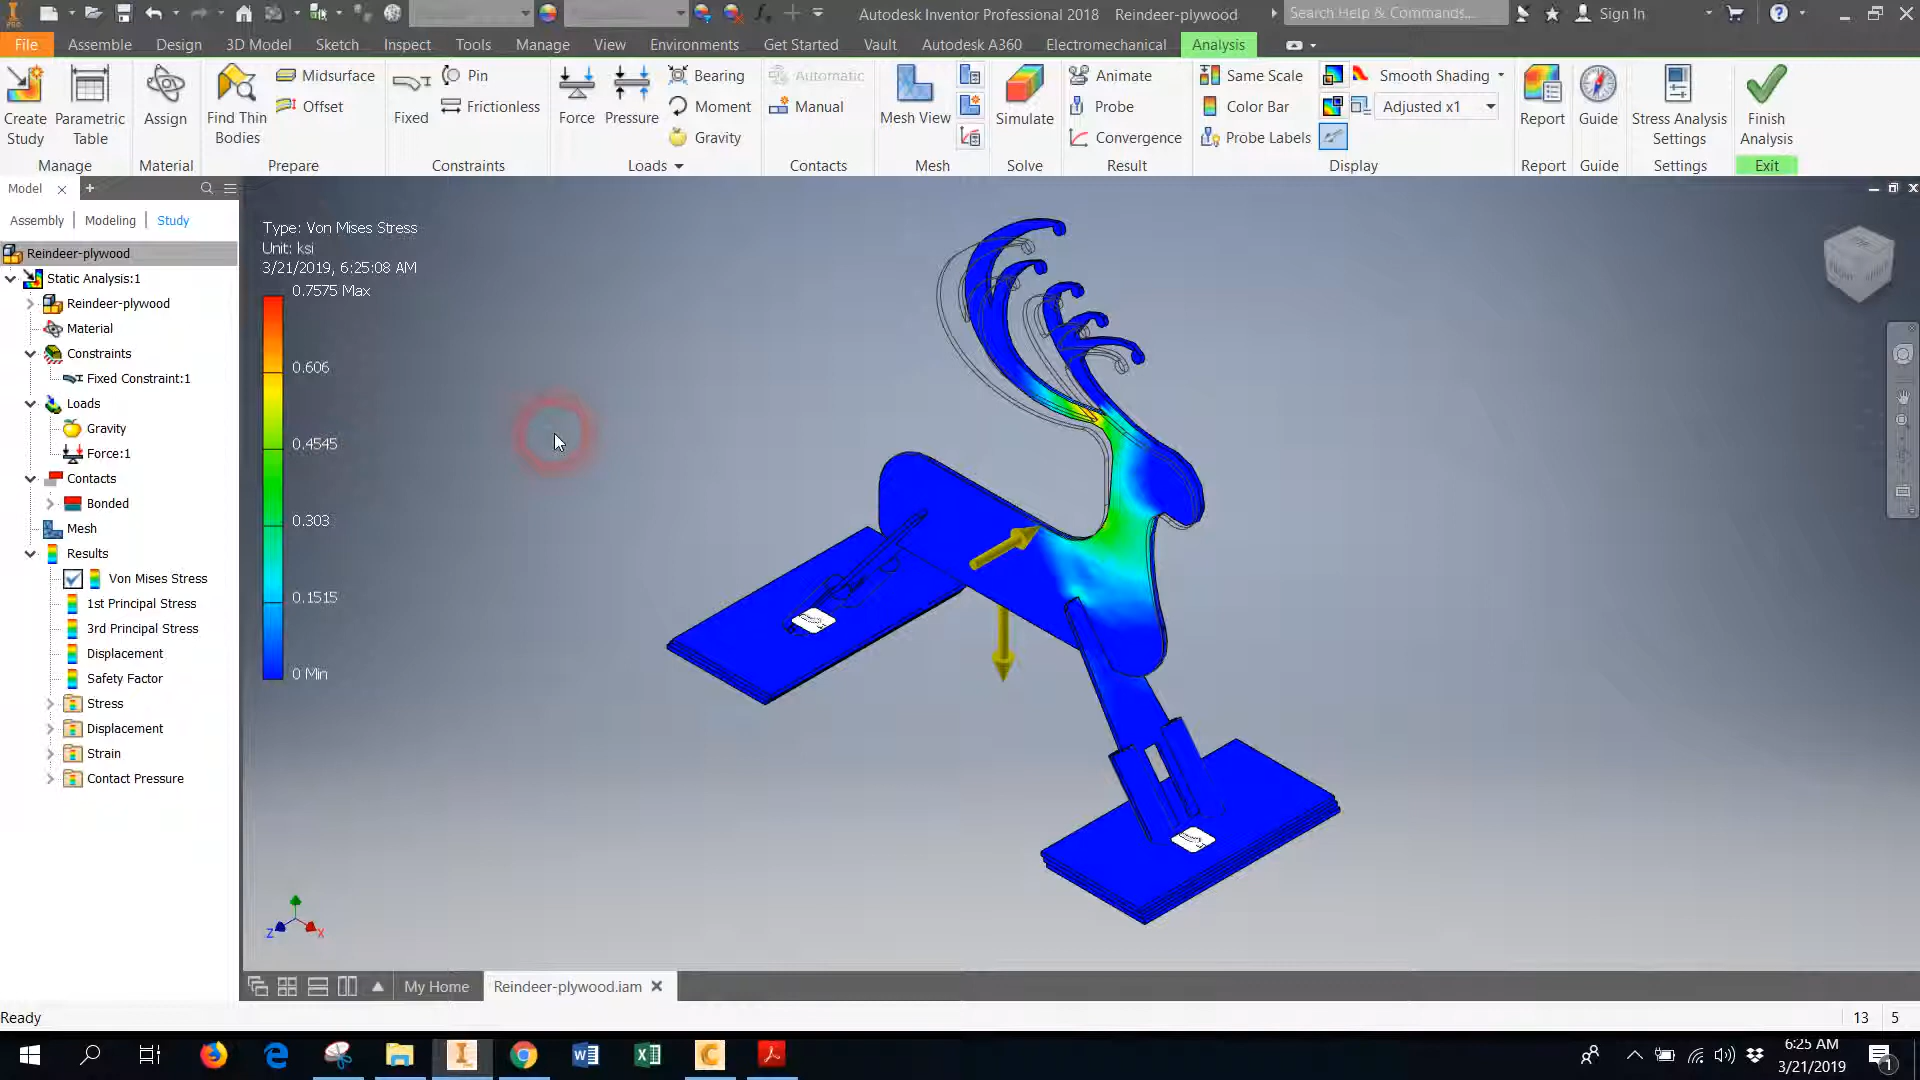 Autodesk Inventor Professional 2018 Reindeer-plywood
Search Help & Commands...
Sign In
File Assembly Design 3D Model Sketch Inspect Tools Manage View Environments Get Started Vault Autodesk A360 Electromechanical Analysis
Create Study
Parametric Table
Manage
Assign
Material
Find Thin Bodies
Midsurface
Offset
Prepare
Fixed
Pin
Frictionless
Constraints
Force
Pressure
Bearing
Moment
Gravity
Loads
Automatic
Manual
Contacts
Mesh View
Mesh
Simulate
Solve
Animate
Probe
Convergence
Result
Same Scale
Color Bar
Probe Labels
Smooth Shading
Adjusted x1
Display
Report
Report
Guide
Guide
Stress Analysis Settings
Settings
Finish Analysis
Exit
Model
Assembly Modeling Study
Reindeer-plywood
Static Analysis:1
Reindeer-plywood
Material
Constraints
Fixed Constraint:1
Loads
Gravity
Force:1
Contacts
Bonded
Mesh
Results
Von Mises Stress
1st Principal Stress
3rd Principal Stress
Displacement
Safety Factor
Stress
Displacement
Strain
Contact Pressure
Type: Von Mises Stress
Unit: ksi
3/21/2019, 6:25:08 AM
0.7575 Max
0.606
0.4545
0.303
0.1515
0 Min
Z X
My Home
Reindeer-plywood.iam
Ready
13 5
6:25 AM
3/21/2019
1